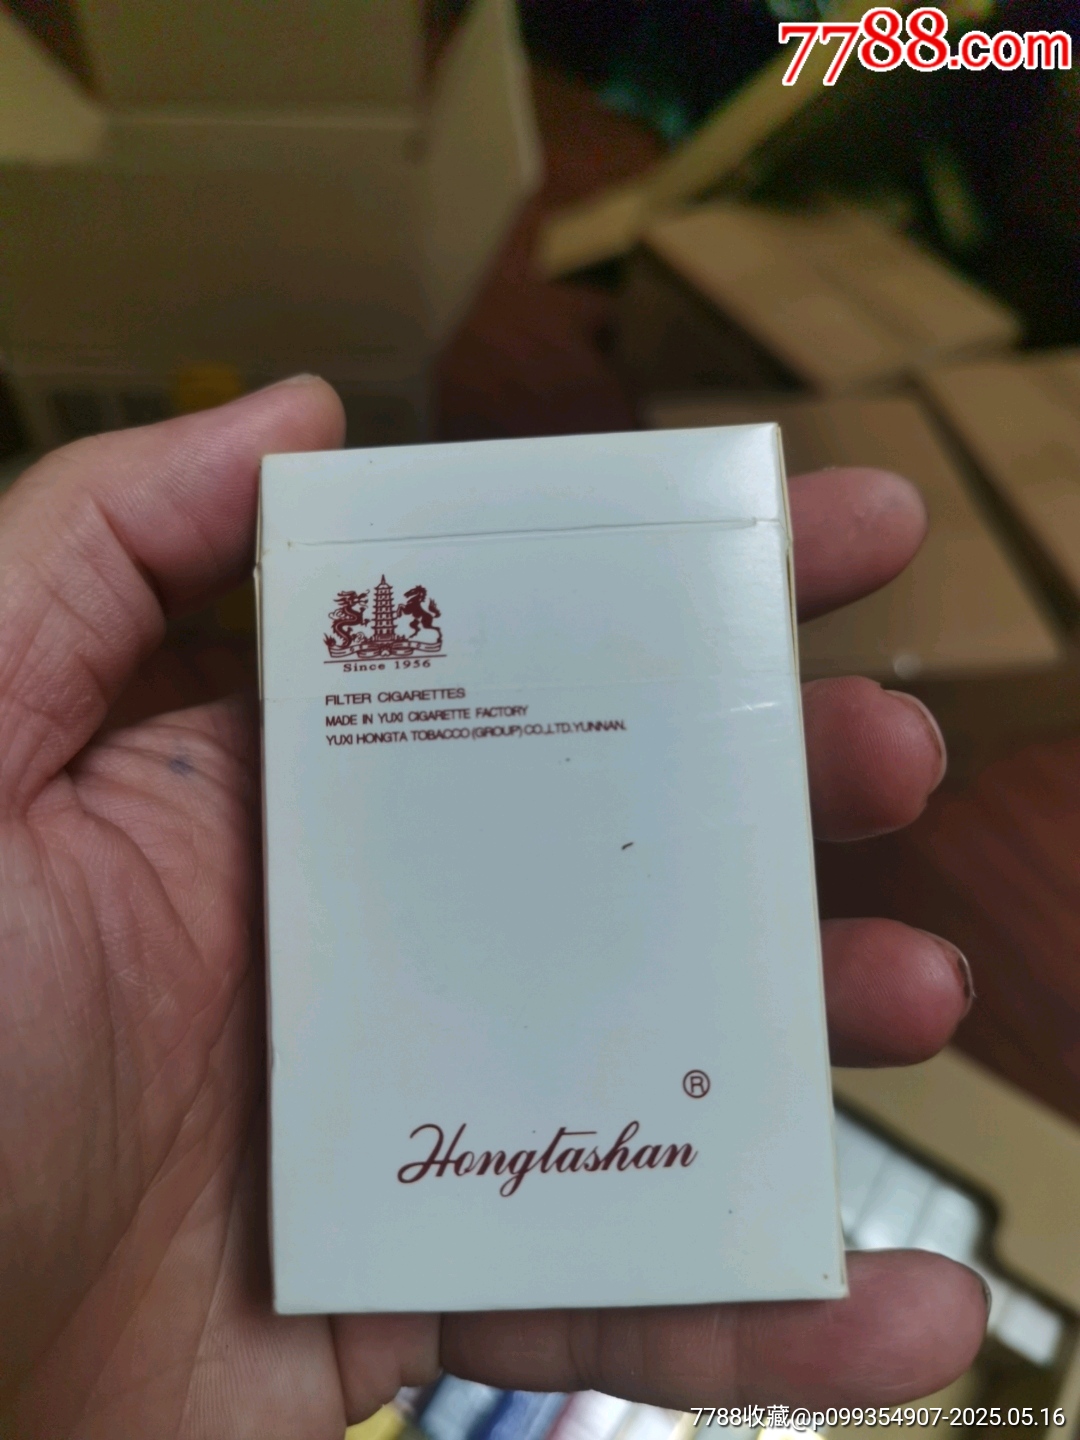 7788.com
Since 1956
FILTER CIGARETTES
MADE IN YUXI CIGARETTE FACTORY
YUXI HONGTA TOBACCO (GROUP) CO.,LTD.YUNNAN.
®
Hongtashan
7788收藏@p099354907-2025.05.16